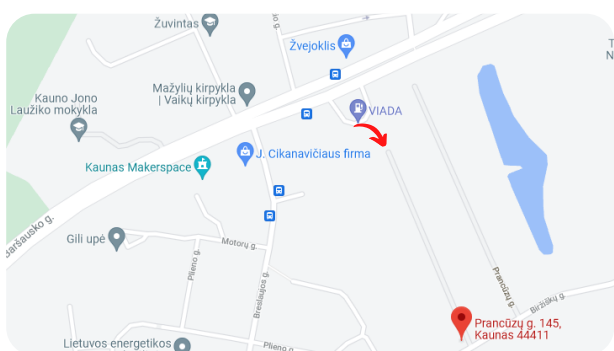 Žuvintas
Žvejoklis
Mažylių kirpykla
| Vaikų kirpykla
Kauno Jono
Laužiko mokykla
VIADA
J. Cikanavičiaus firma
Kaunas Makerspace
Baršausko g.
Gili upė
Motorų g.
Plieno g.
Breslaujos g.
Prancūzų g.
Biržiškų g.
Prancūzų g. 145,
Kaunas 44411
Lietuvos energetikos
Plieno g.